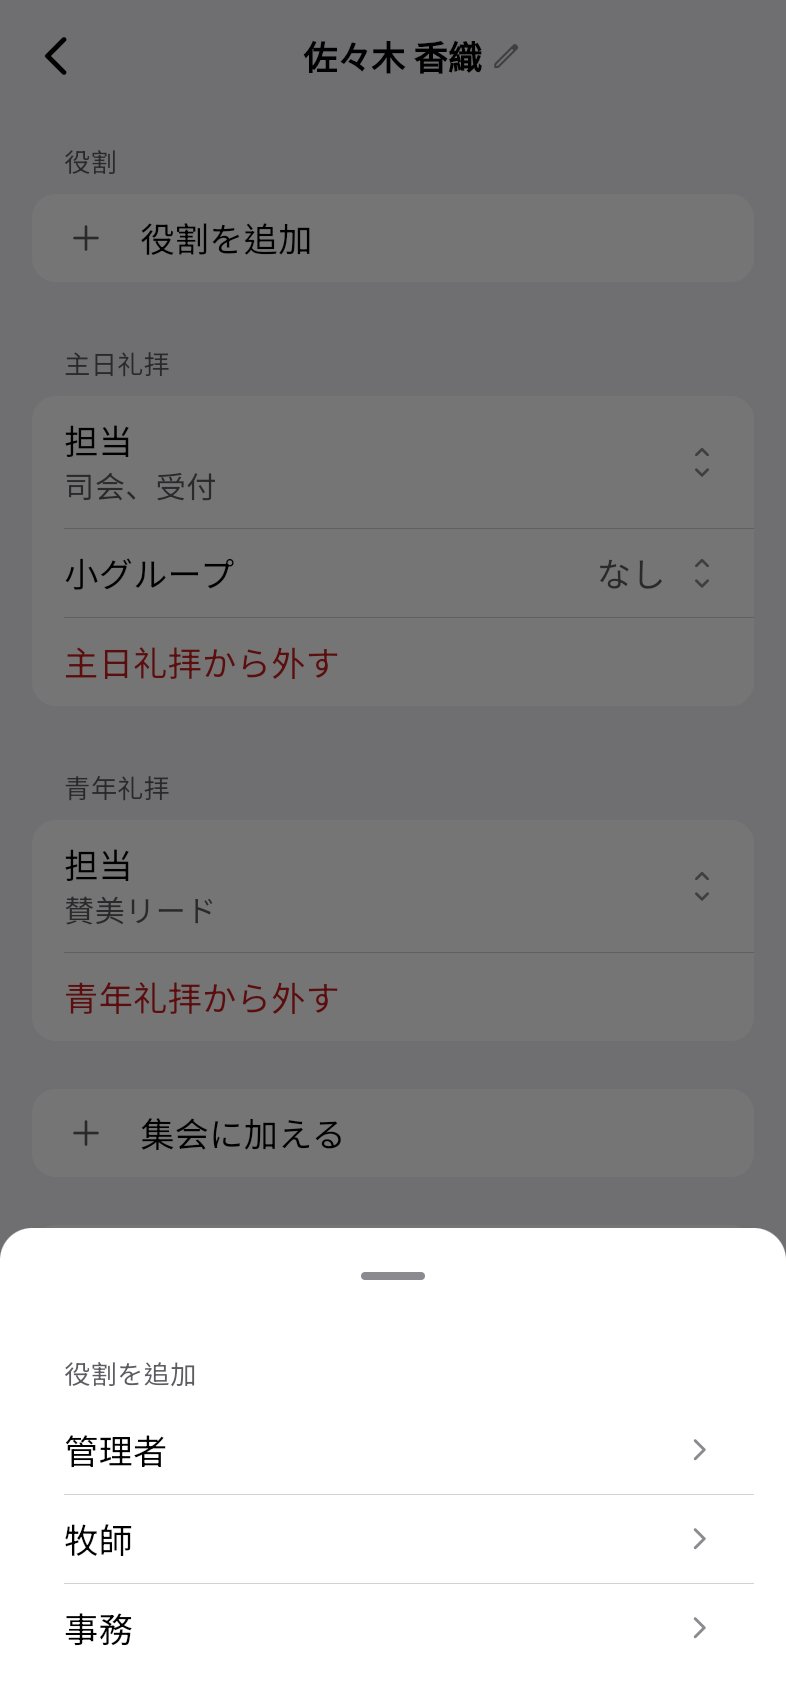 佐々木 香織
役割
役割を追加
主日礼拝
担当
司会、受付
小グループ なし
主日礼拝から外す
青年礼拝
担当
賛美リード
青年礼拝から外す
集会に加える
役割を追加
管理者
牧師
事務